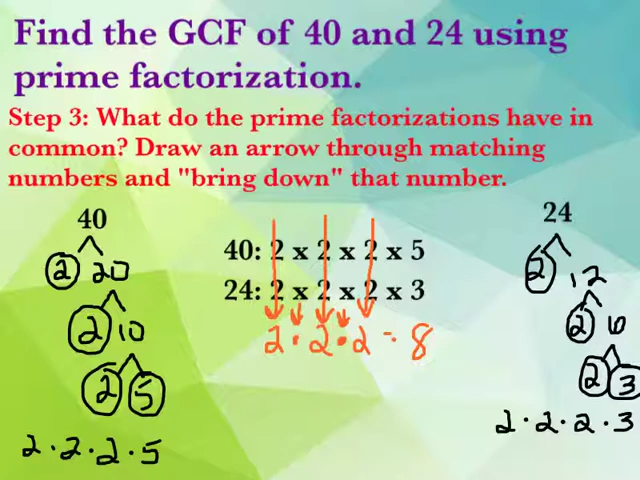 Find the GCF of 40 and 24 using
prime factorization.
Step 3: What do the prime factorizations have in
common? Draw an arrow through matching
numbers and "bring down" that number.
40
2 20
2 10
2 5
2 · 2 · 2 · 5
40: 2 x 2 x 2 x 5
24: 2 x 2 x 2 x 3
2 · 2 · 2 = 8
24
2 12
2 6
2 3
2 · 2 · 2 · 3